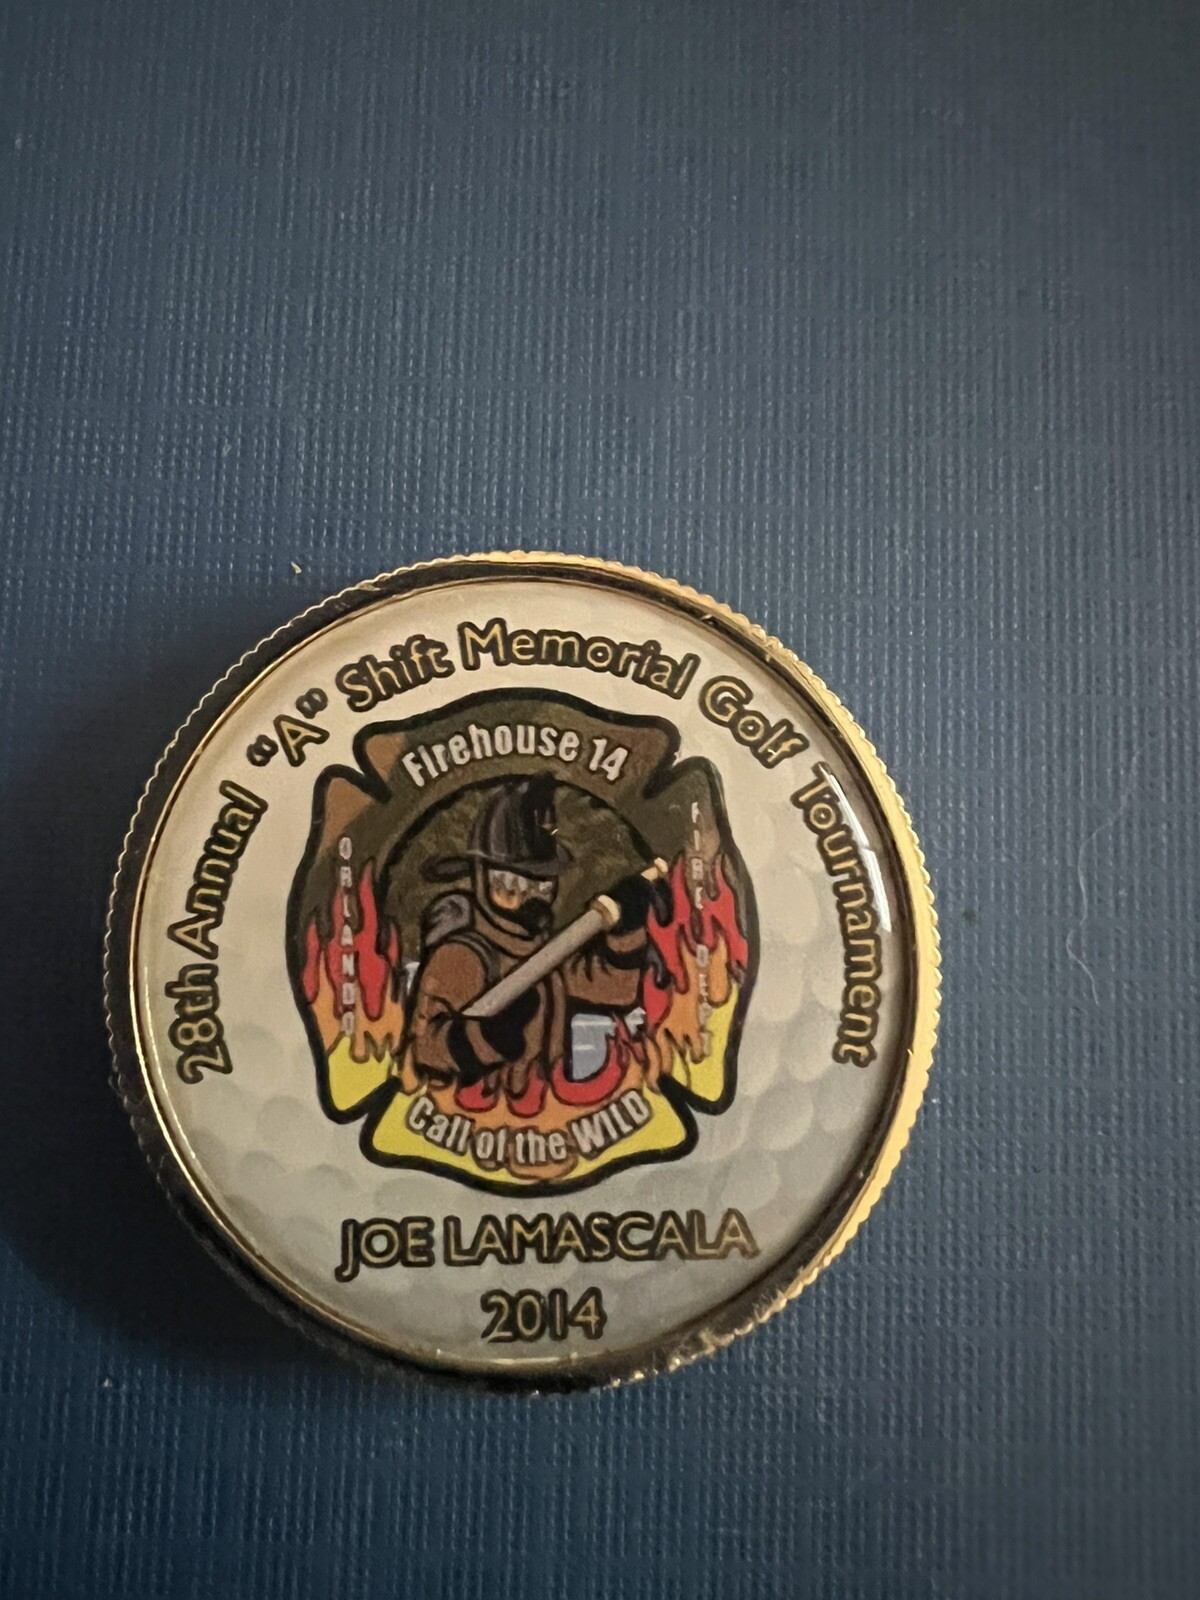 28th Annual "A" Shift Memorial Golf Tournament
Firehouse 14
ORLANDO
FIRE DEPT
Call of the WILD
JOE LAMASCALA
2014